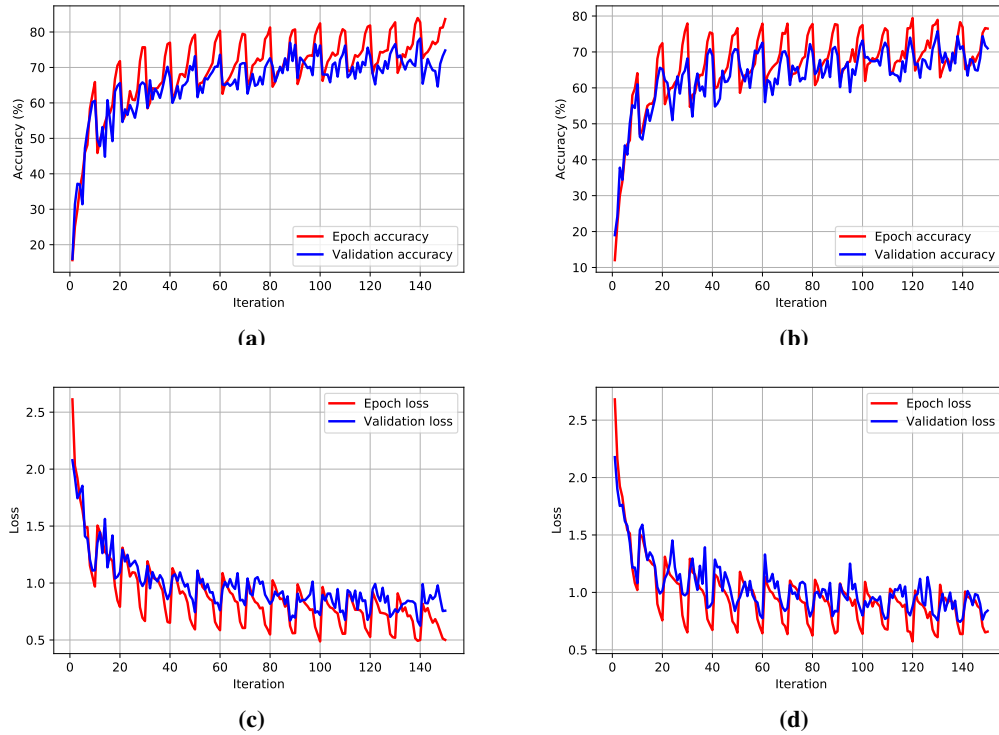 80
70
60
50
40
30
20
Accuracy (%)
0 20 40 60 80 100 120 140
Iteration
Epoch accuracy
Validation accuracy
(a)
80
70
60
50
40
30
20
10
Accuracy (%)
0 20 40 60 80 100 120 140
Iteration
Epoch accuracy
Validation accuracy
(b)
2.5
2.0
1.5
1.0
0.5
Loss
0 20 40 60 80 100 120 140
Iteration
Epoch loss
Validation loss
(c)
2.5
2.0
1.5
1.0
0.5
Loss
0 20 40 60 80 100 120 140
Iteration
Epoch loss
Validation loss
(d)